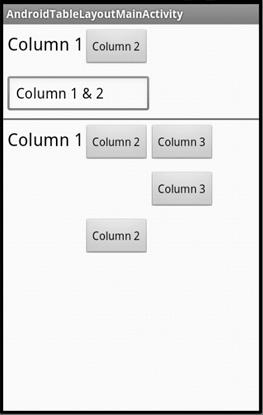 AndroidTableLayoutMainActivity
Column 1 Column 2
Column 1 & 2
Column 1 Column 2 Column 3
Column 3
Column 2